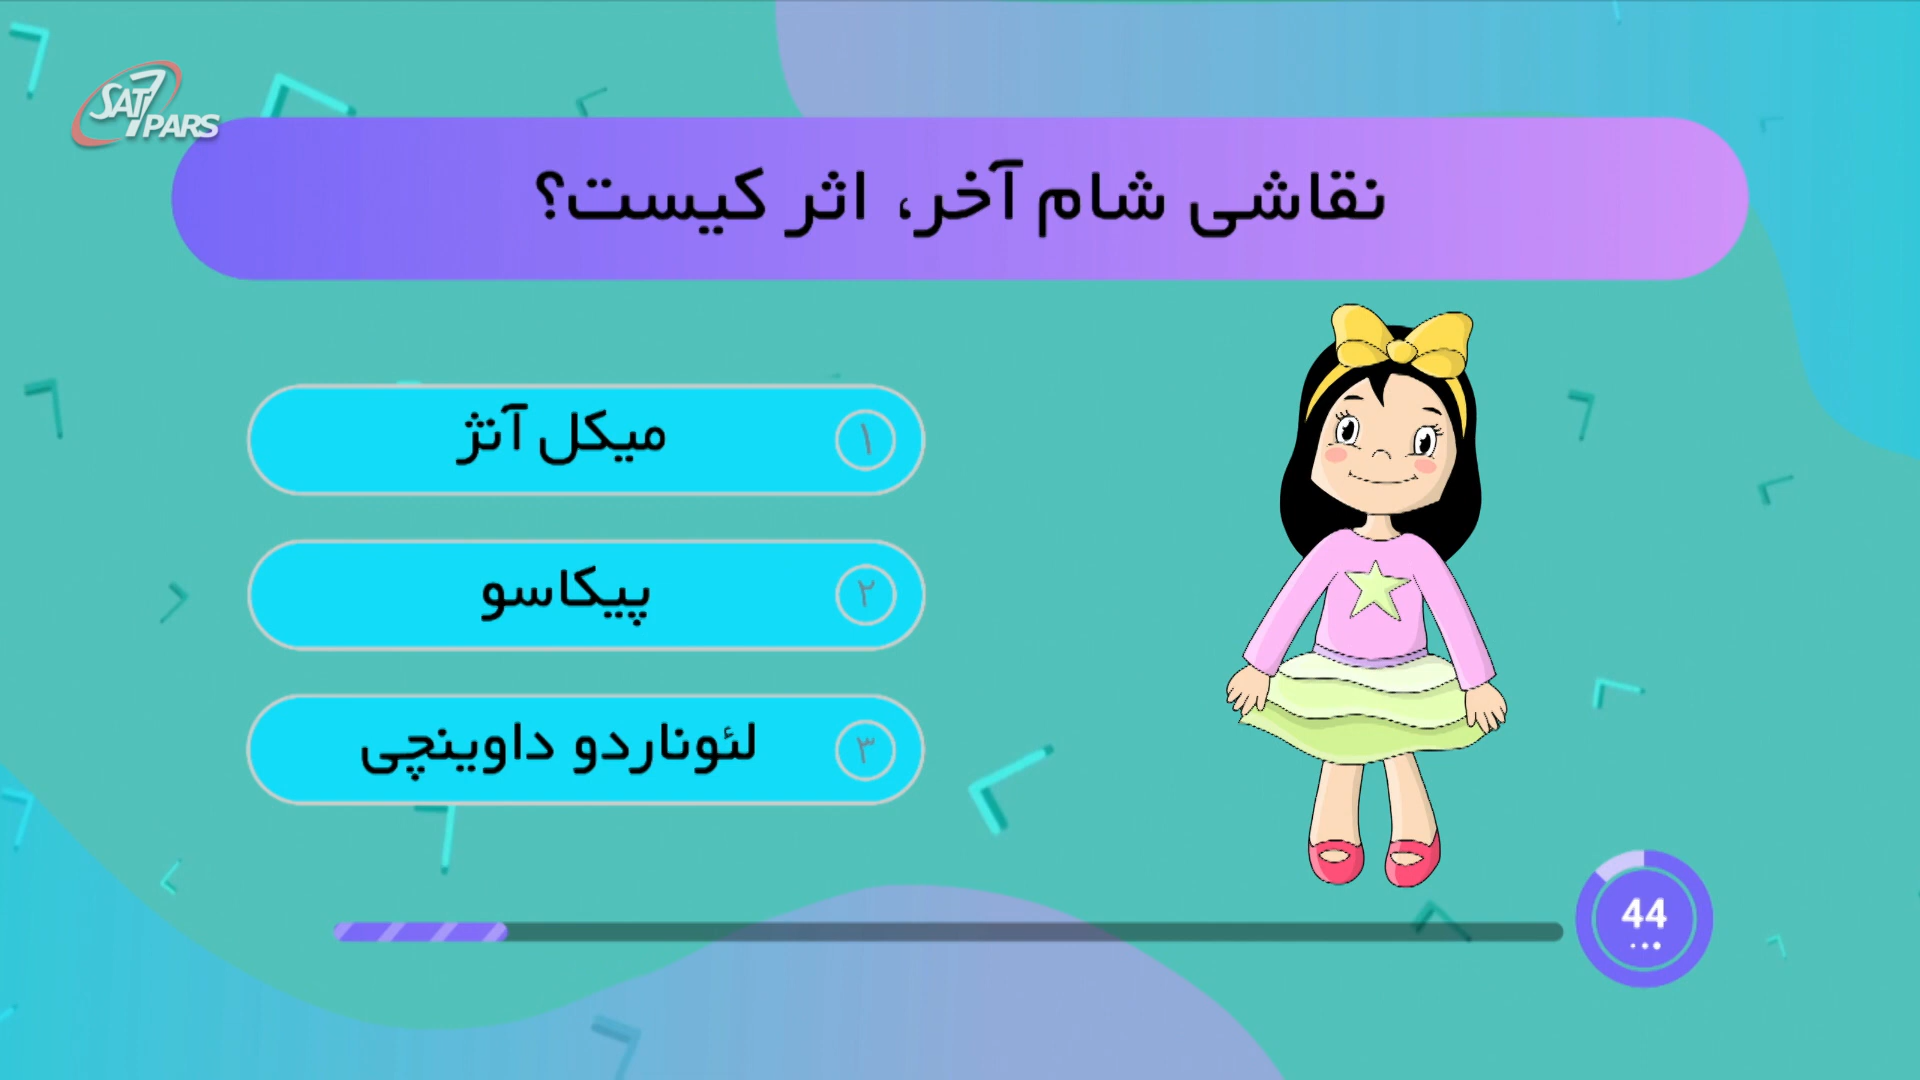 SAT7 PARS
نقاشی شام آخر، اثر کیست؟
۱ میکل آنژ
۲ پیکاسو
۳ لئوناردو داوینچی
44